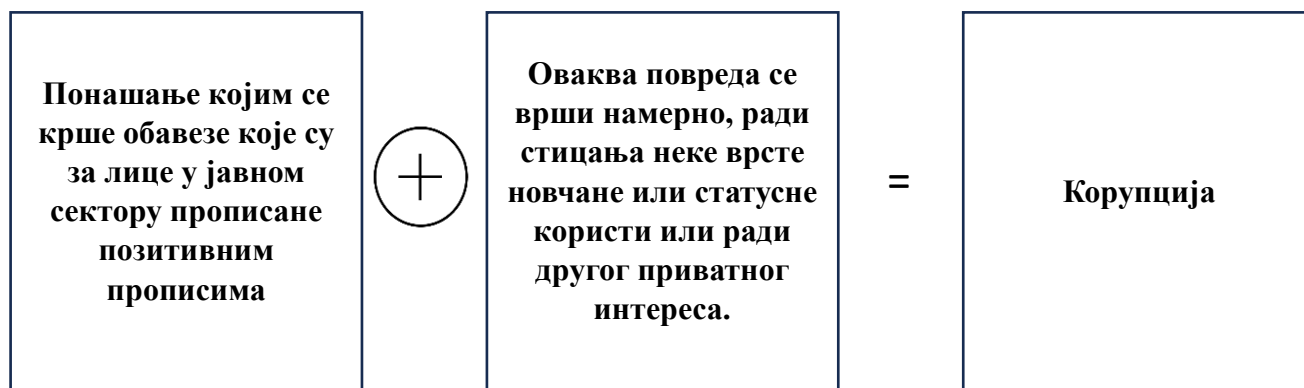 Понашање којим се
крше обавезе које су
за лице у јавном
сектору прописане
позитивним
прописима
+
Оваква повреда се
врши намерно, ради
стицања неке врсте
новчане или статусне
користи или ради
другог приватног
интереса.
=
Корупција